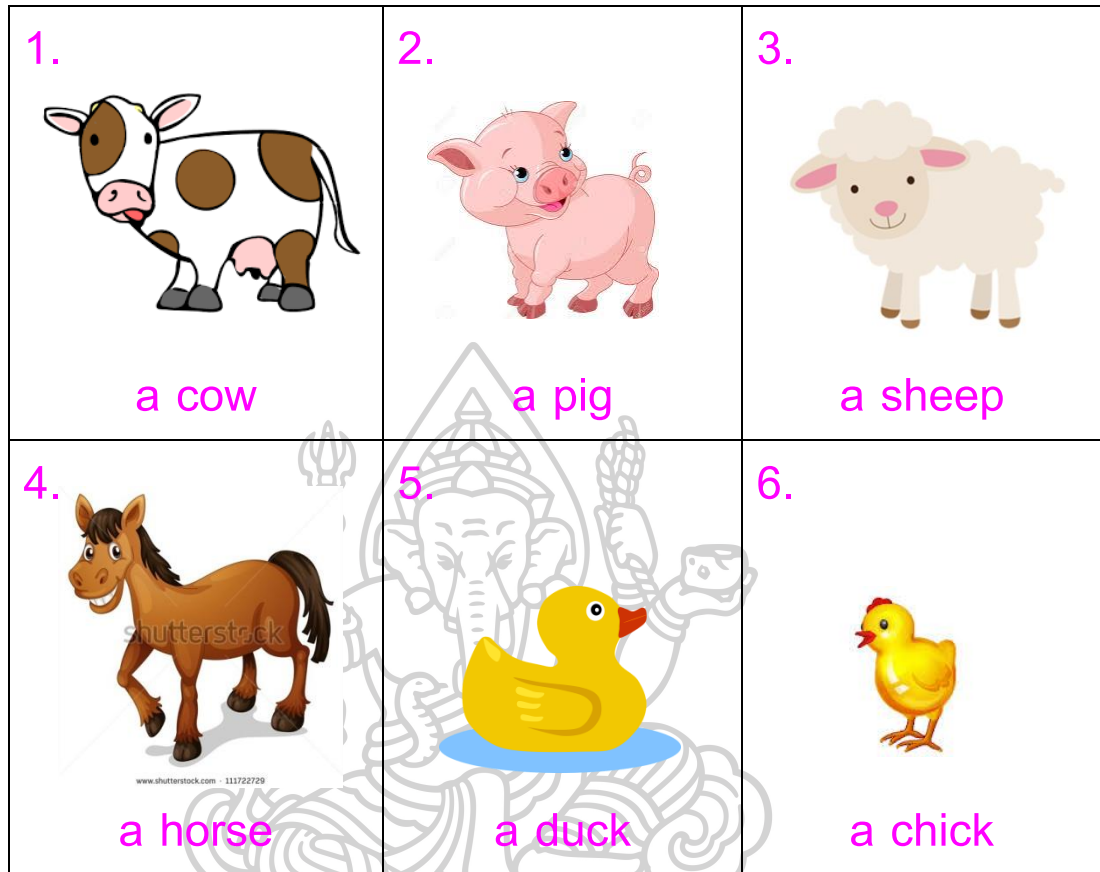 1.
2.
3.
a cow
a pig
a sheep
4.
5.
6.
shutterstock
www.shutterstock.com · 111722729
a horse
a duck
a chick